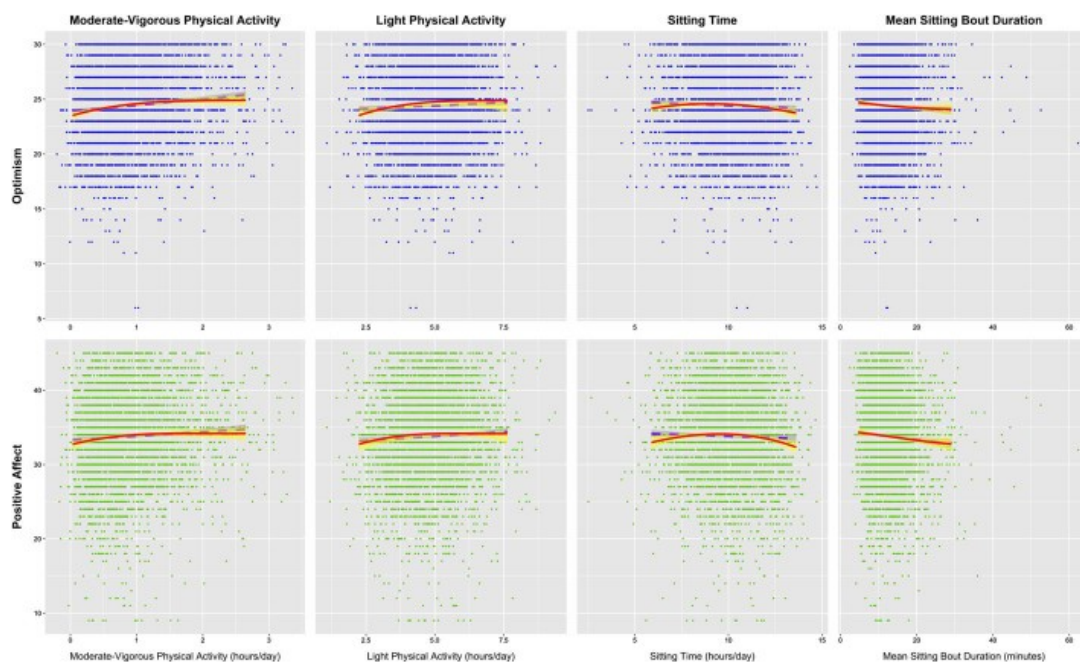 Moderate-Vigorous Physical Activity
Light Physical Activity
Sitting Time
Mean Sitting Bout Duration
Optimism
30
25
20
15
10
5
0 1 2 3
2.5 5.0 7.5
5 10 15
0 20 40 60
Positive Affect
40
30
20
10
0 1 2 3
2.5 5.0 7.5
5 10 15
0 20 40 60
Moderate-Vigorous Physical Activity (hours/day)
Light Physical Activity (hours/day)
Sitting Time (hours/day)
Mean Sitting Bout Duration (minutes)